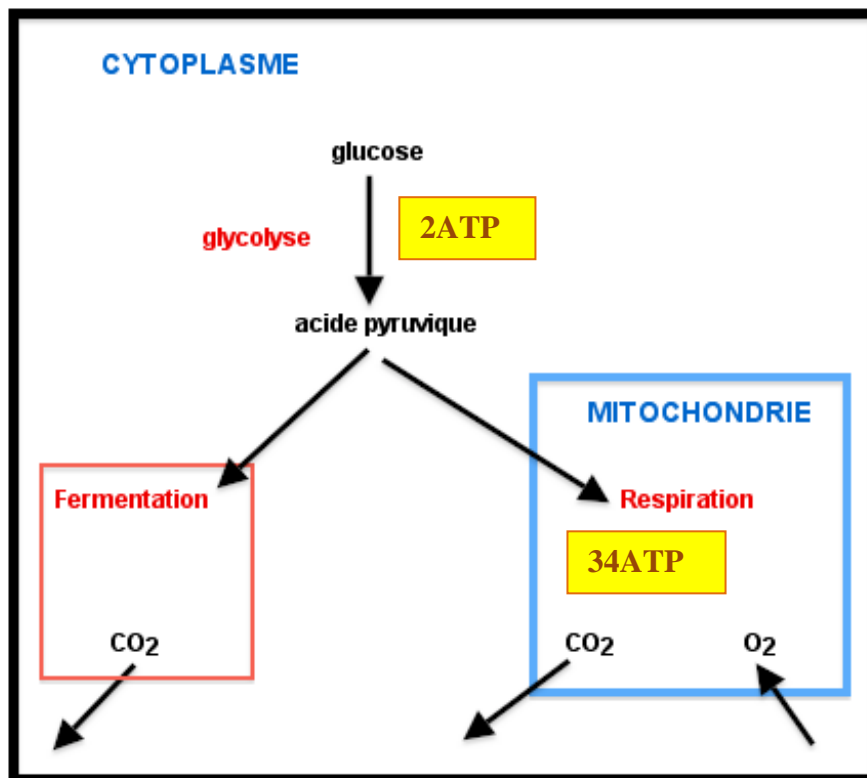 CYTOPLASME
glucose
glycolyse
2ATP
acide pyruvique
MITOCHONDRIE
Fermentation
Respiration
34ATP
CO2
CO2
O2